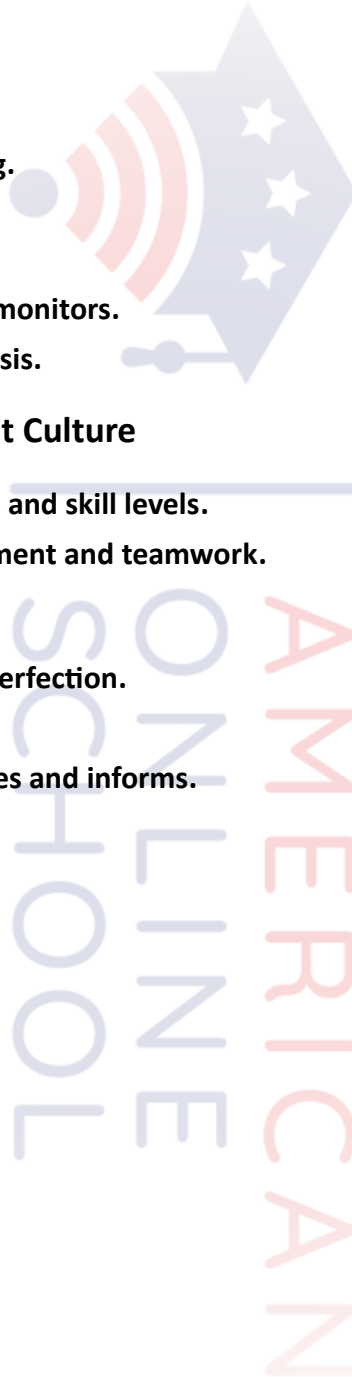 g.
monitors.
sis.
t Culture
and skill levels.
ment and teamwork.
erfection.
es and informs.
AMERICAN
ONLINE
SCHOOL